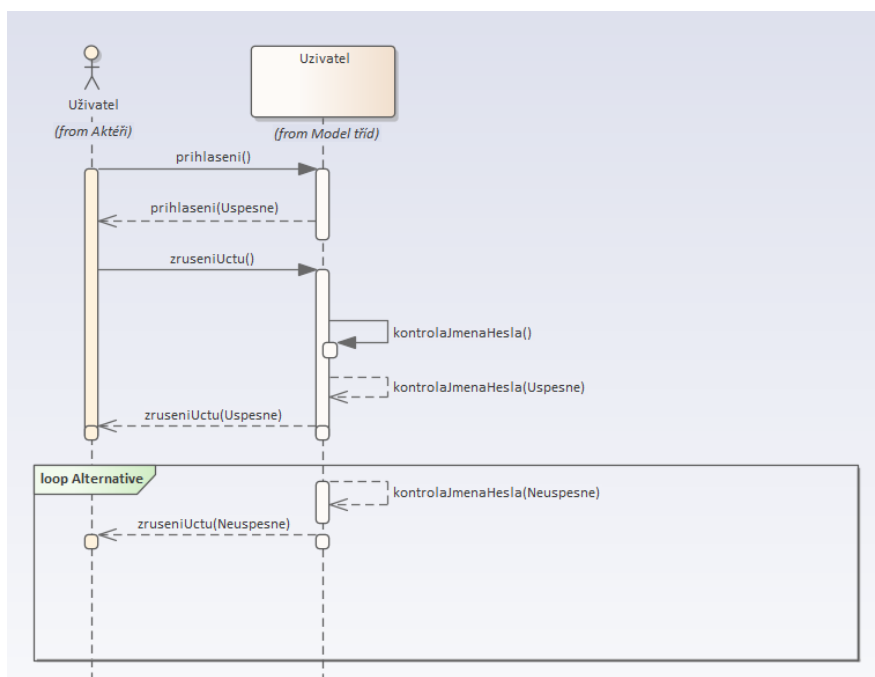 Uzivatel
Uživatel
(from Aktéři)
(from Model tříd)
prihlaseni()
prihlaseni(Uspesne)
zruseniUctu()
kontrolaJmenaHesla()
kontrolaJmenaHesla(Uspesne)
zruseniUctu(Uspesne)
loop Alternative
kontrolaJmenaHesla(Neuspesne)
zruseniUctu(Neuspesne)